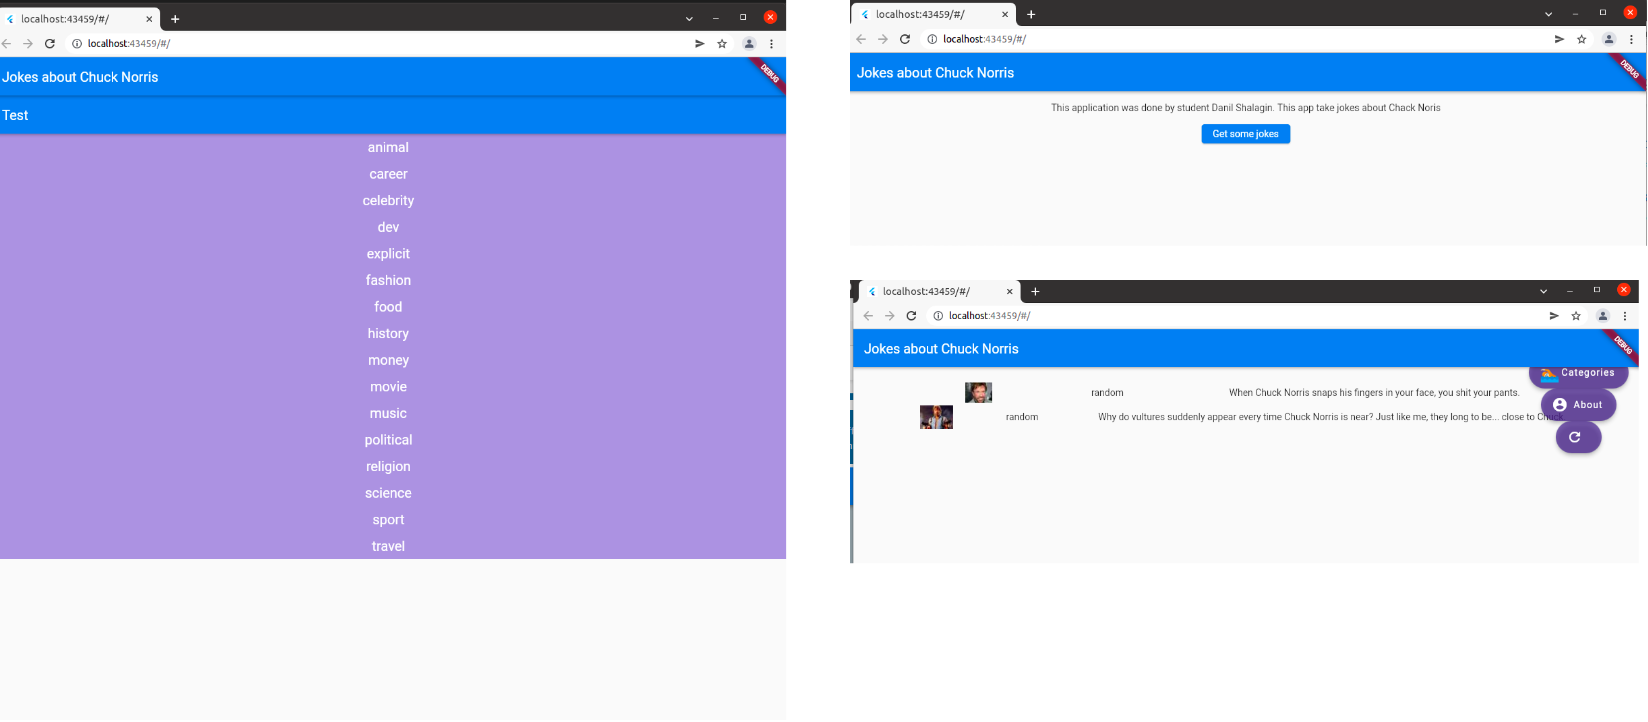 localhost:43459/#/
localhost:43459/#/
Jokes about Chuck Norris
DEBUG
Test
animal
career
celebrity
dev
explicit
fashion
food
history
money
movie
music
political
religion
science
sport
travel
localhost:43459/#/
localhost:43459/#/
Jokes about Chuck Norris
DEBUG
This application was done by student Danil Shalagin. This app take jokes about Chack Noris
Get some jokes
localhost:43459/#/
localhost:43459/#/
Jokes about Chuck Norris
DEBUG
Categories
random When Chuck Norris snaps his fingers in your face, you shit your pants.
About
random Why do vultures suddenly appear every time Chuck Norris is near? Just like me, they long to be... close to Chuck.